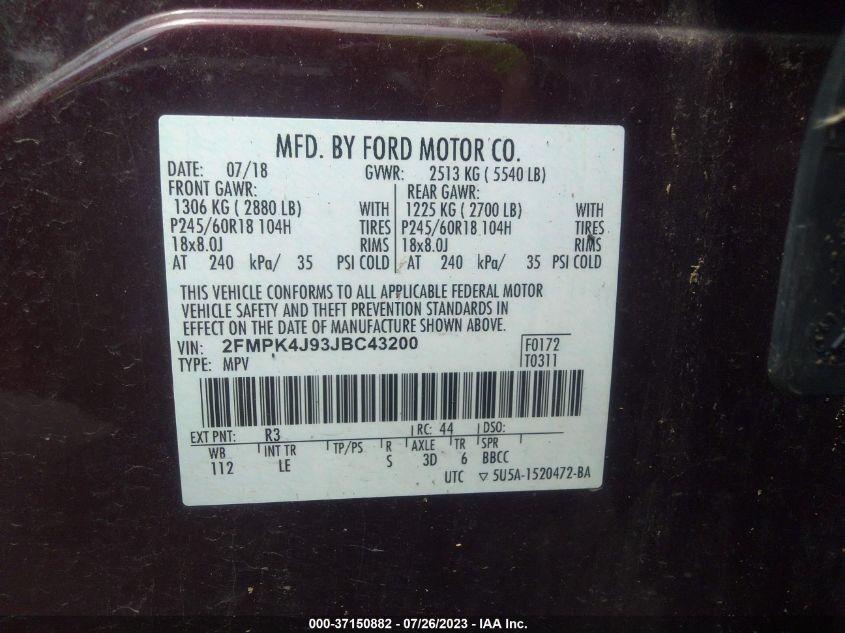 MFD. BY FORD MOTOR CO.
DATE: 07/18 GVWR: 2513 KG ( 5540 LB)
FRONT GAWR: REAR GAWR:
1306 KG ( 2880 LB) WITH 1225 KG ( 2700 LB) WITH
P245/60R18 104H TIRES P245/60R18 104H TIRES
18x8.0J RIMS 18x8.0J RIMS
AT 240 kPa/ 35 PSI COLD AT 240 kPa/ 35 PSI COLD
THIS VEHICLE CONFORMS TO ALL APPLICABLE FEDERAL MOTOR
VEHICLE SAFETY AND THEFT PREVENTION STANDARDS IN
EFFECT ON THE DATE OF MANUFACTURE SHOWN ABOVE.
VIN: 2FMPK4J93JBC43200 F0172
TYPE: MPV T0311
EXT PNT: R3 RC: 44 DSO:
WB INT TR TP/PS R AXLE TR SPR
112 LE S 3D 6 BBCC
UTC ▽ 5U5A-1520472-BA
000-37150882 - 07/26/2023 - IAA Inc.